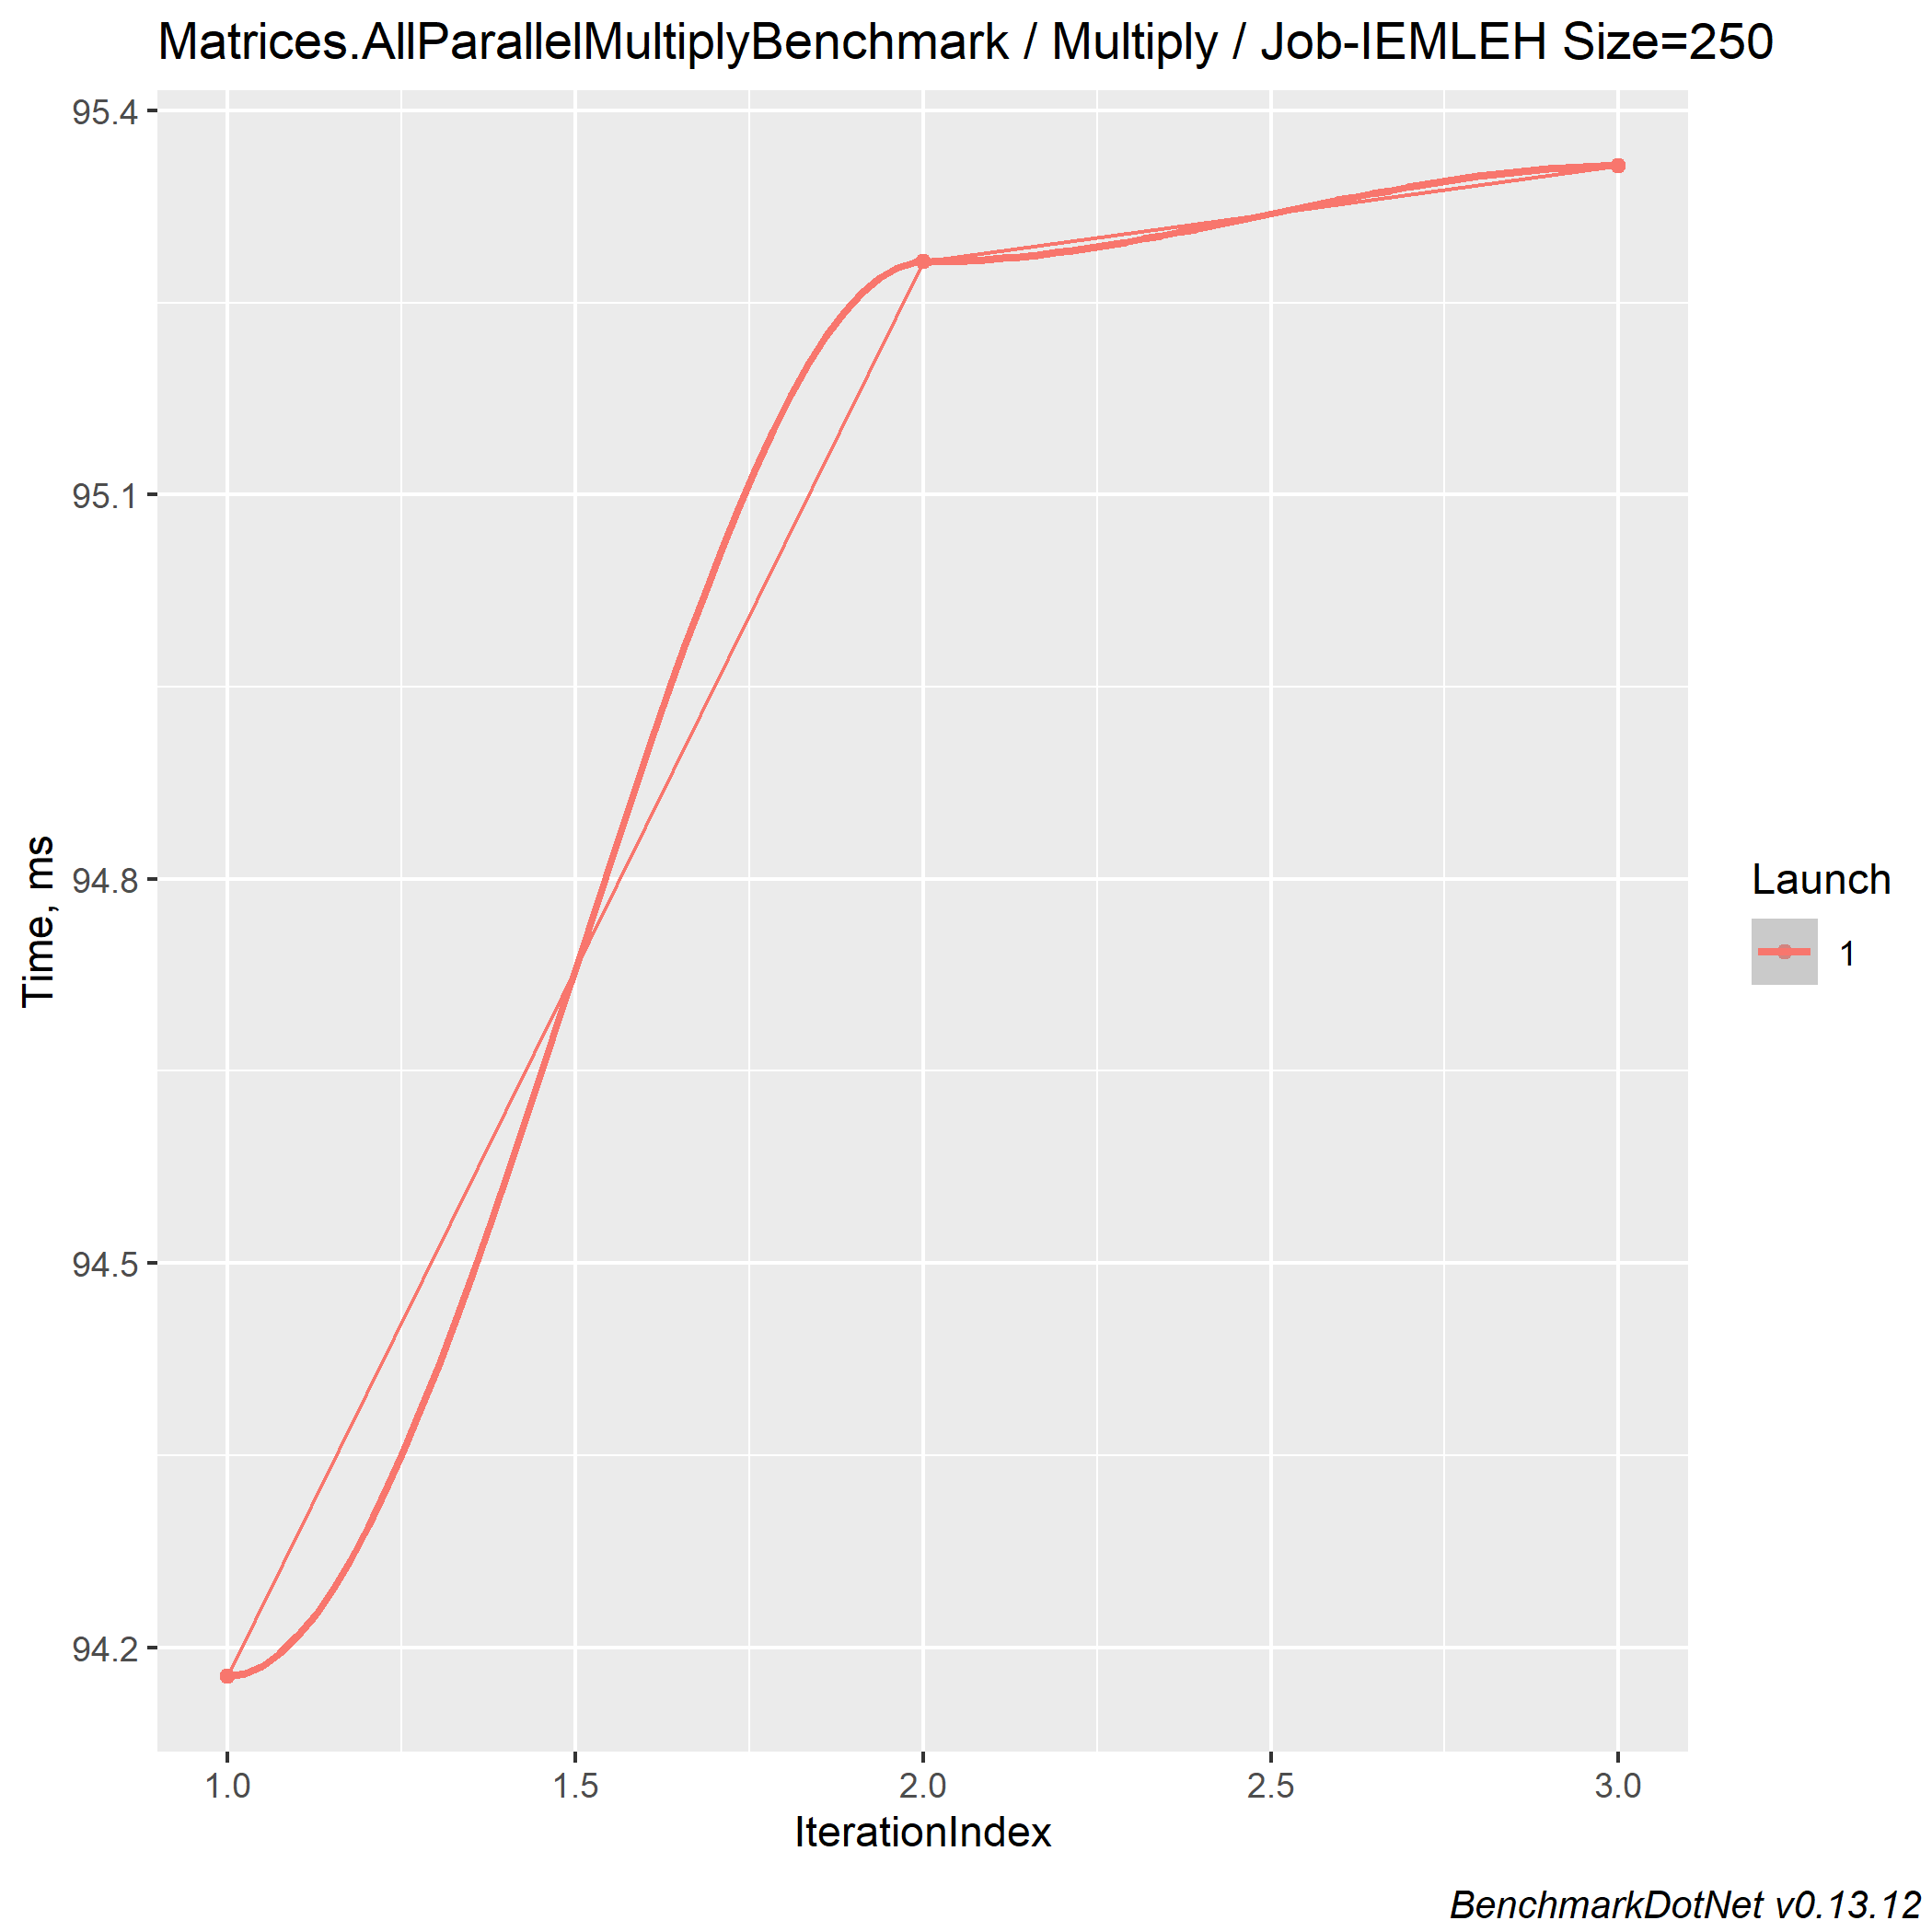 Matrices.AllParallelMultiplyBenchmark / Multiply / Job-IEMLEH Size=250
95.4
95.1
94.8
94.5
94.2
Time, ms
1.0 1.5 2.0 2.5 3.0
IterationIndex
Launch
1
BenchmarkDotNet v0.13.12